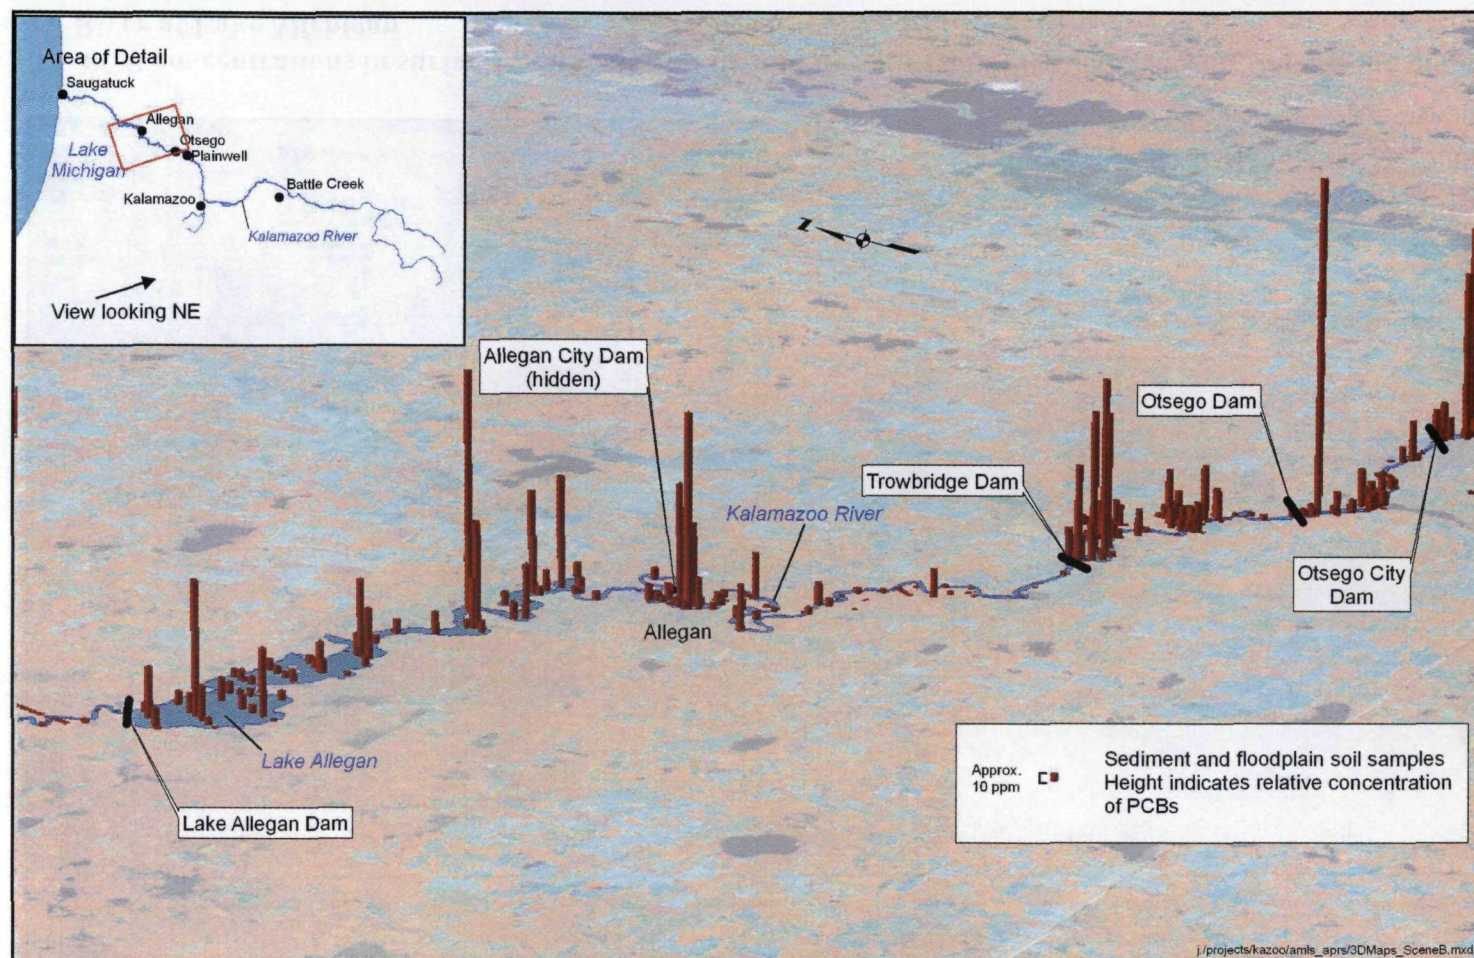 Area of Detail
Saugatuck
Allegan
Otsego
Plainwell
Lake
Michigan
Kalamazoo
Battle Creek
Kalamazoo River
View looking NE
N
Allegan City Dam
(hidden)
Otsego Dam
Trowbridge Dam
Kalamazoo River
Otsego City
Dam
Allegan
Lake Allegan
Lake Allegan Dam
Approx.
10 ppm
Sediment and floodplain soil samples
Height indicates relative concentration
of PCBs
j:/projects/kazoo/amls_aprs/3DMaps_SceneB.mxd